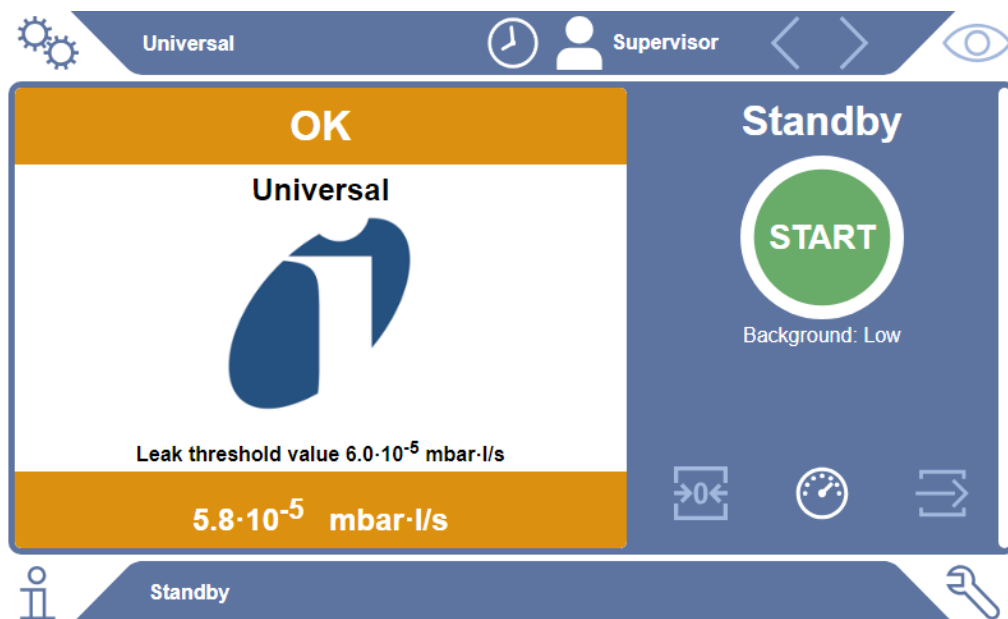 Universal
Supervisor
OK
Universal
Leak threshold value 6.0·10⁻⁵ mbar·l/s
5.8·10⁻⁵ mbar·l/s
Standby
START
Background: Low
→0←
Standby